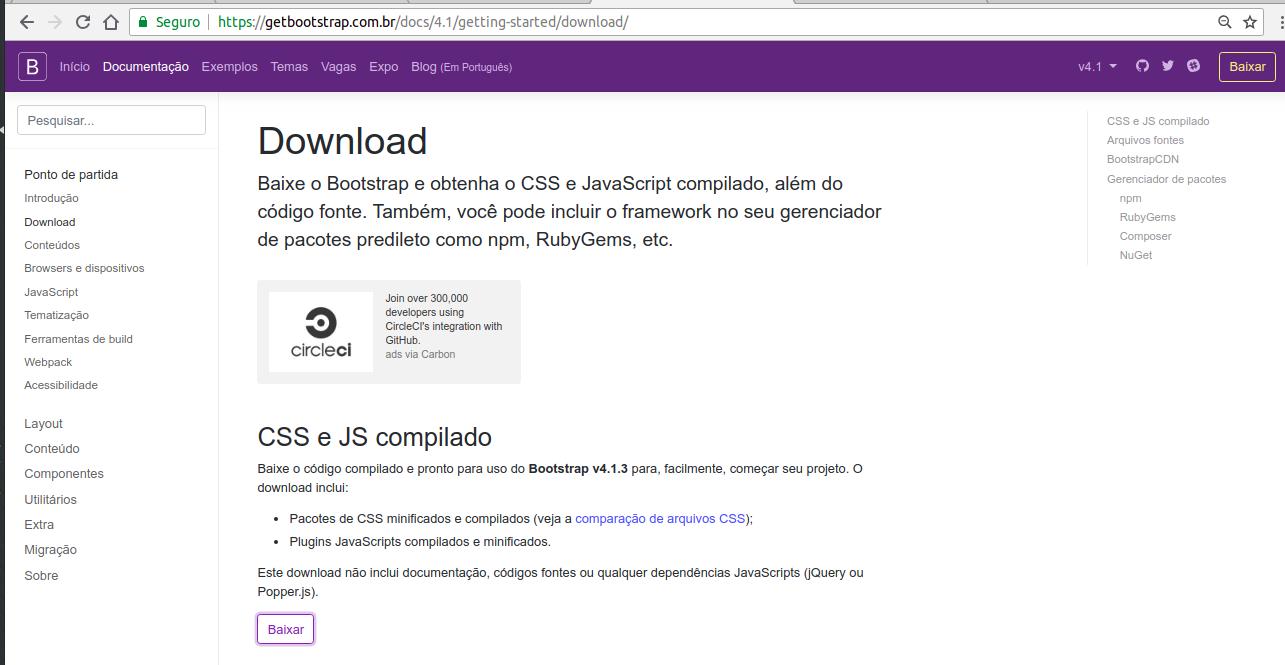 Seguro
https://getbootstrap.com.br/docs/4.1/getting-started/download/
B
Início Documentação Exemplos Temas Vagas Expo Blog (Em Português)
v4.1
Baixar
Pesquisar...
Ponto de partida
Introdução
Download
Conteúdos
Browsers e dispositivos
JavaScript
Tematização
Ferramentas de build
Webpack
Acessibilidade
Layout
Conteúdo
Componentes
Utilitários
Extra
Migração
Sobre
Download
Baixe o Bootstrap e obtenha o CSS e JavaScript compilado, além do
código fonte. Também, você pode incluir o framework no seu gerenciador
de pacotes predileto como npm, RubyGems, etc.
circleci
Join over 300,000
developers using
CircleCI's integration with
GitHub.
ads via Carbon
CSS e JS compilado
Baixe o código compilado e pronto para uso do Bootstrap v4.1.3 para, facilmente, começar seu projeto. O
download inclui:
• Pacotes de CSS minificados e compilados (veja a comparação de arquivos CSS);
• Plugins JavaScripts compilados e minificados.
Este download não inclui documentação, códigos fontes ou qualquer dependências JavaScripts (jQuery ou
Popper.js).
Baixar
CSS e JS compilado
Arquivos fontes
BootstrapCDN
Gerenciador de pacotes
npm
RubyGems
Composer
NuGet